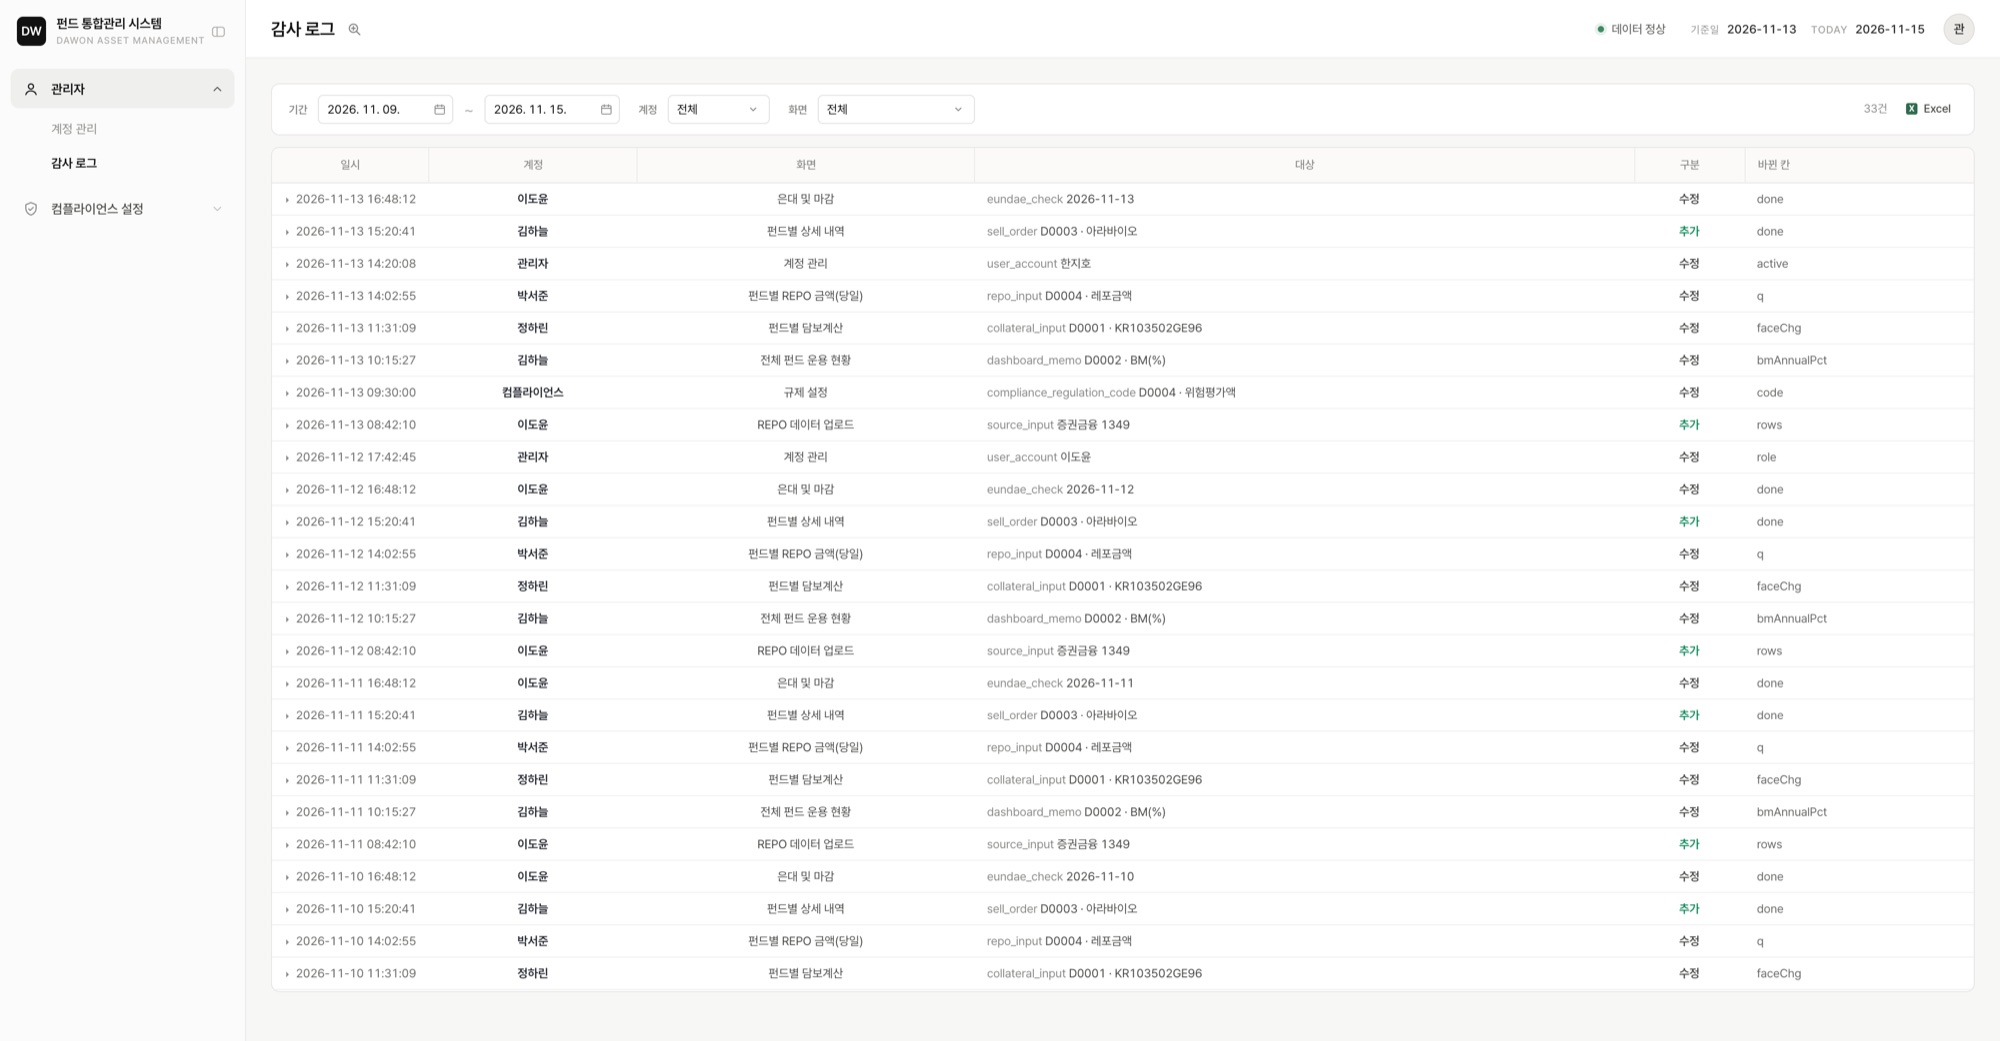 DW
펀드 통합관리 시스템
DAWON ASSET MANAGEMENT
관리자
계정 관리
감사 로그
컴플라이언스 설정
감사 로그
데이터 정상 기준일 2026-11-13 TODAY 2026-11-15 관
기간 2026. 11. 09. ~ 2026. 11. 15. 계정 전체 화면 전체 33건 X Excel
일시 계정 화면 대상 구분 바뀐 칸
2026-11-13 16:48:12 이도윤 은대 및 마감 eundae_check 2026-11-13 수정 done
2026-11-13 15:20:41 김하늘 펀드별 상세 내역 sell_order D0003 · 아라바이오 추가 done
2026-11-13 14:20:08 관리자 계정 관리 user_account 한지호 수정 active
2026-11-13 14:02:55 박서준 펀드별 REPO 금액(당일) repo_input D0004 · 레포금액 수정 q
2026-11-13 11:31:09 정하린 펀드별 담보계산 collateral_input D0001 · KR103502GE96 수정 faceChg
2026-11-13 10:15:27 김하늘 전체 펀드 운용 현황 dashboard_memo D0002 · BM(%) 수정 bmAnnualPct
2026-11-13 09:30:00 컴플라이언스 규제 설정 compliance_regulation_code D0004 · 위험평가액 수정 code
2026-11-13 08:42:10 이도윤 REPO 데이터 업로드 source_input 증권금융 1349 추가 rows
2026-11-12 17:42:45 관리자 계정 관리 user_account 이도윤 수정 role
2026-11-12 16:48:12 이도윤 은대 및 마감 eundae_check 2026-11-12 수정 done
2026-11-12 15:20:41 김하늘 펀드별 상세 내역 sell_order D0003 · 아라바이오 추가 done
2026-11-12 14:02:55 박서준 펀드별 REPO 금액(당일) repo_input D0004 · 레포금액 수정 q
2026-11-12 11:31:09 정하린 펀드별 담보계산 collateral_input D0001 · KR103502GE96 수정 faceChg
2026-11-12 10:15:27 김하늘 전체 펀드 운용 현황 dashboard_memo D0002 · BM(%) 수정 bmAnnualPct
2026-11-12 08:42:10 이도윤 REPO 데이터 업로드 source_input 증권금융 1349 추가 rows
2026-11-11 16:48:12 이도윤 은대 및 마감 eundae_check 2026-11-11 수정 done
2026-11-11 15:20:41 김하늘 펀드별 상세 내역 sell_order D0003 · 아라바이오 추가 done
2026-11-11 14:02:55 박서준 펀드별 REPO 금액(당일) repo_input D0004 · 레포금액 수정 q
2026-11-11 11:31:09 정하린 펀드별 담보계산 collateral_input D0001 · KR103502GE96 수정 faceChg
2026-11-11 10:15:27 김하늘 전체 펀드 운용 현황 dashboard_memo D0002 · BM(%) 수정 bmAnnualPct
2026-11-11 08:42:10 이도윤 REPO 데이터 업로드 source_input 증권금융 1349 추가 rows
2026-11-10 16:48:12 이도윤 은대 및 마감 eundae_check 2026-11-10 수정 done
2026-11-10 15:20:41 김하늘 펀드별 상세 내역 sell_order D0003 · 아라바이오 추가 done
2026-11-10 14:02:55 박서준 펀드별 REPO 금액(당일) repo_input D0004 · 레포금액 수정 q
2026-11-10 11:31:09 정하린 펀드별 담보계산 collateral_input D0001 · KR103502GE96 수정 faceChg